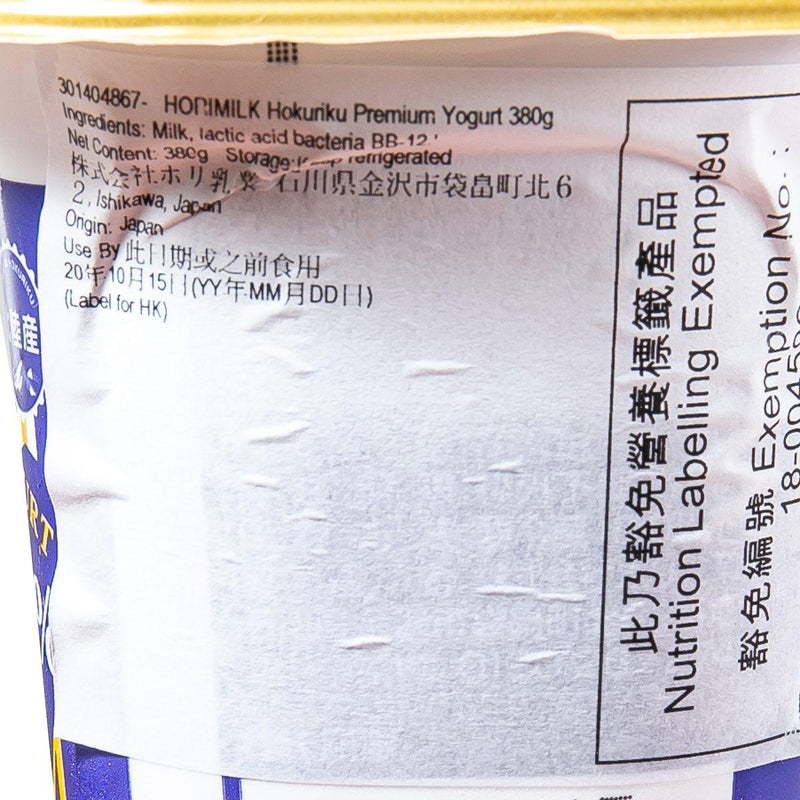 301404867- HORIMILK Hokuriku Premium Yogurt 380g
Ingredients: Milk, lactic acid bacteria BB-12
Net Content: 380g Storage: refrigerated
株式会社ホリ乳業 石川県金沢市袋畠町北6
2, Ishikawa, Japan
Origin: Japan
Use By 此日期或之前食用
20年10月15日(YY年MM月DD日)
(Label for HK)
此乃豁免營養標籤產品
Nutrition Labelling Exempted
豁免編號 Exemption No. :